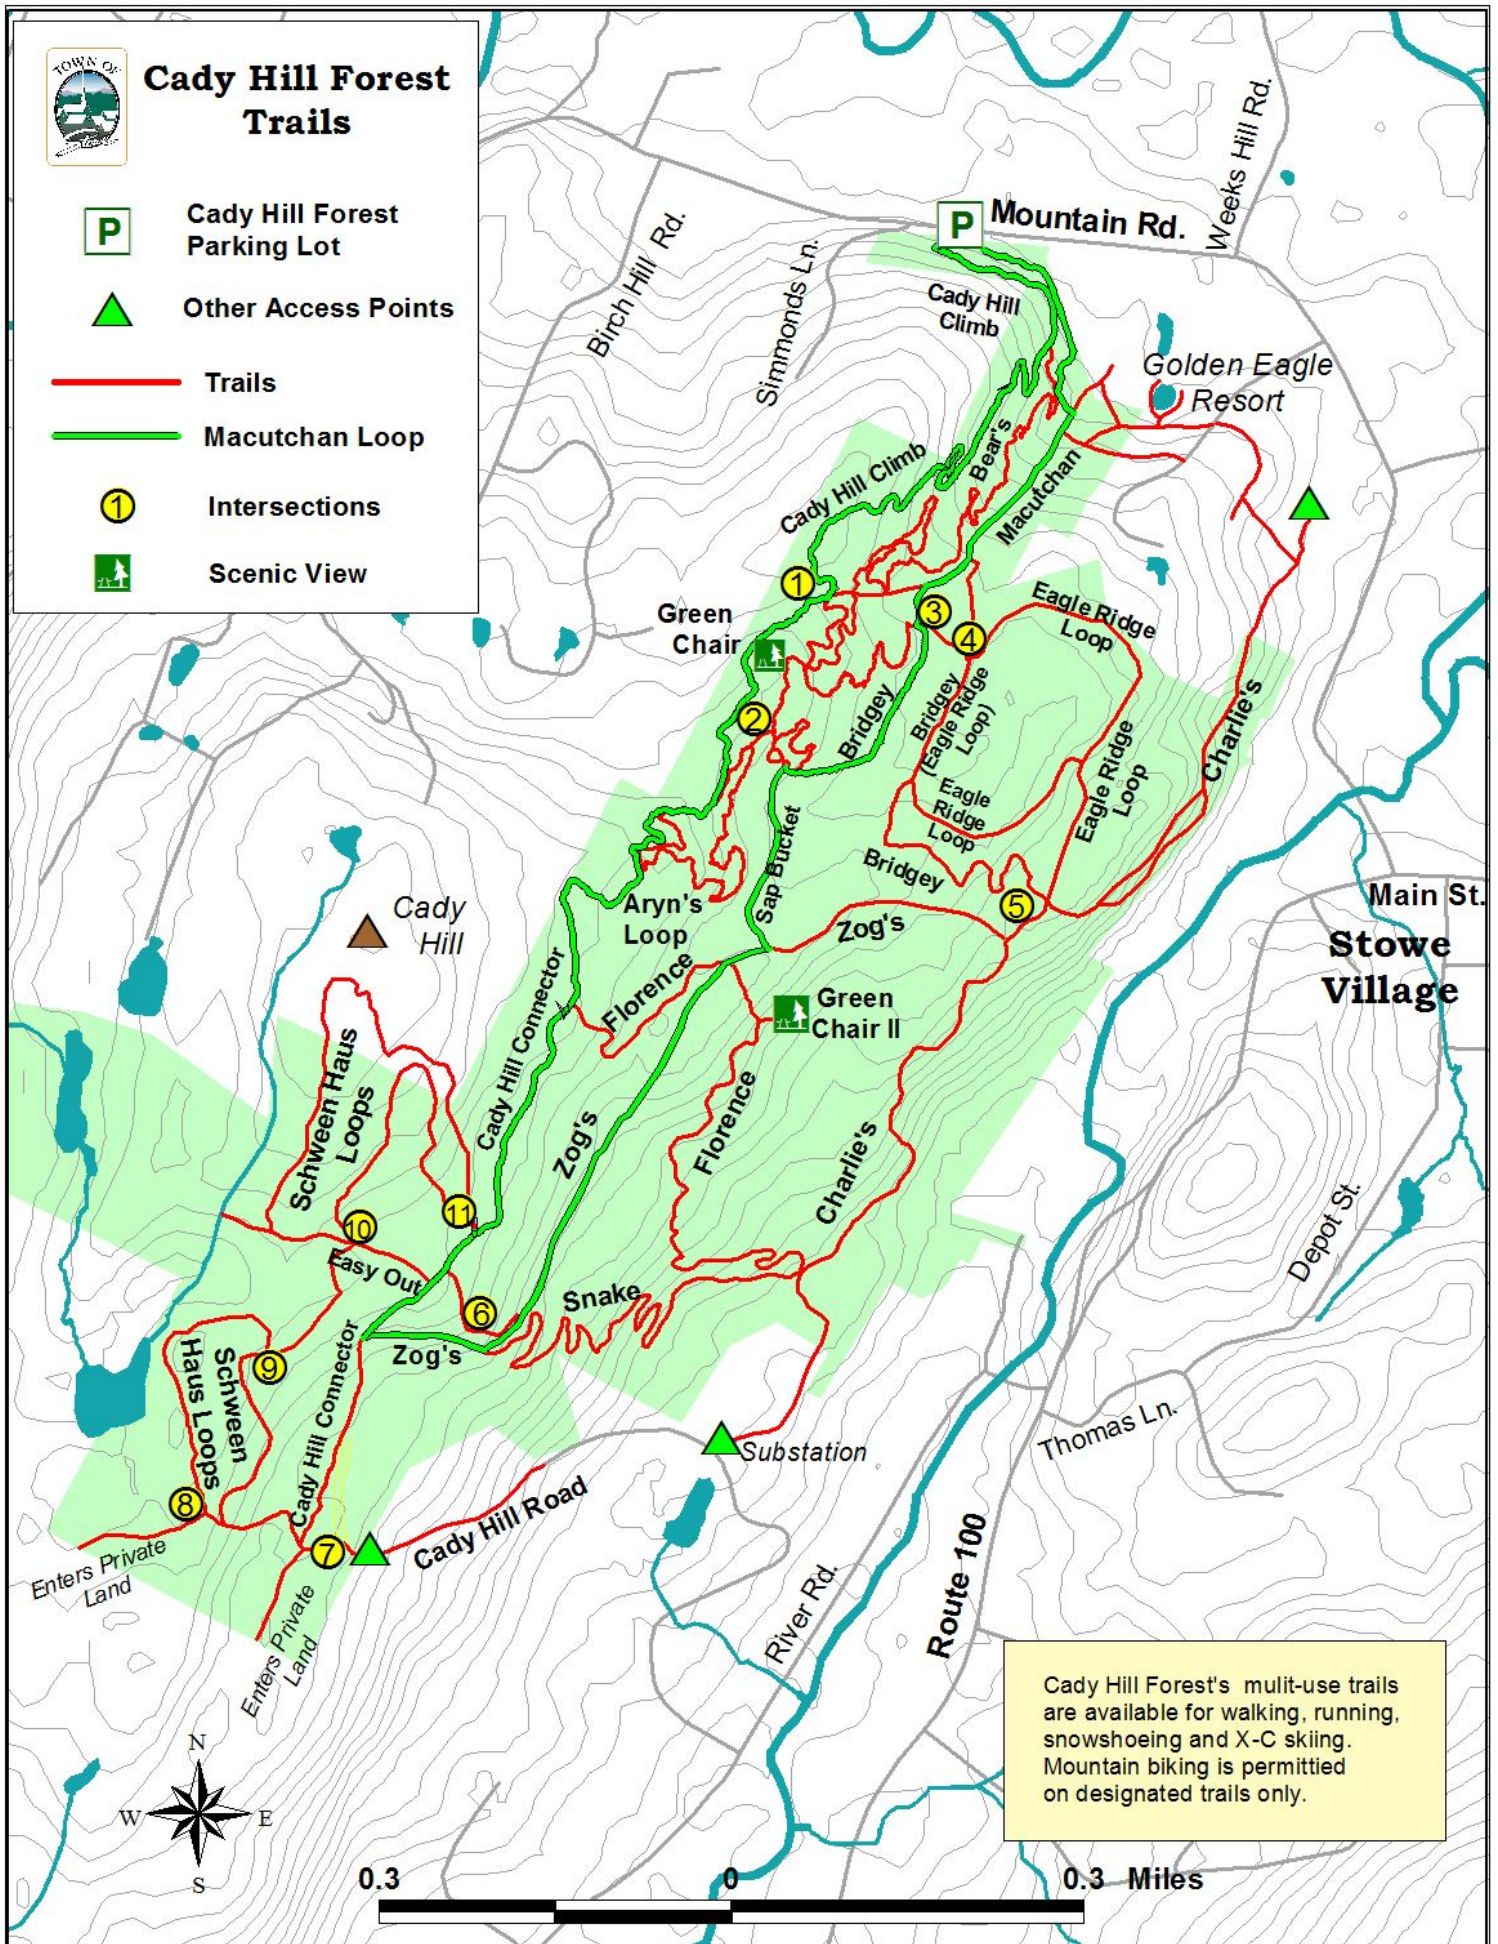 TOWN OF
Cady Hill Forest
Trails
P
Cady Hill Forest
Parking Lot
Other Access Points
Trails
Macutchan Loop
1
Intersections
Scenic View
P
Mountain Rd.
Weeks Hill Rd.
Birch Hill Rd.
Simmonds Ln.
Cady Hill
Climb
Golden Eagle
Resort
Bear's
Cady Hill Climb
Macutchan
1
Green
Chair
3
4
Eagle Ridge
Loop
2
Bridgey
Bridgey
(Eagle Ridge
Loop)
Charlie's
Eagle
Ridge
Loop
Eagle Ridge
Loop
Sap Bucket
Bridgey
Main St.
Cady
Hill
Aryn's
Loop
Zog's
5
Stowe
Village
Florence
Cady Hill Connector
Green
Chair II
Schween Haus
Loops
Zog's
Florence
Charlie's
11
10
Easy Out
Depot St.
6
Snake
Zog's
Schween
Haus Loops
9
Cady Hill Connector
Thomas Ln.
Substation
8
7
Cady Hill Road
Enters Private
Land
Enters Private
Land
River Rd.
Route 100
Cady Hill Forest's mulit-use trails
are available for walking, running,
snowshoeing and X-C skiing.
Mountain biking is permittied
on designated trails only.
N
W
E
S
0.3
0
0.3 Miles